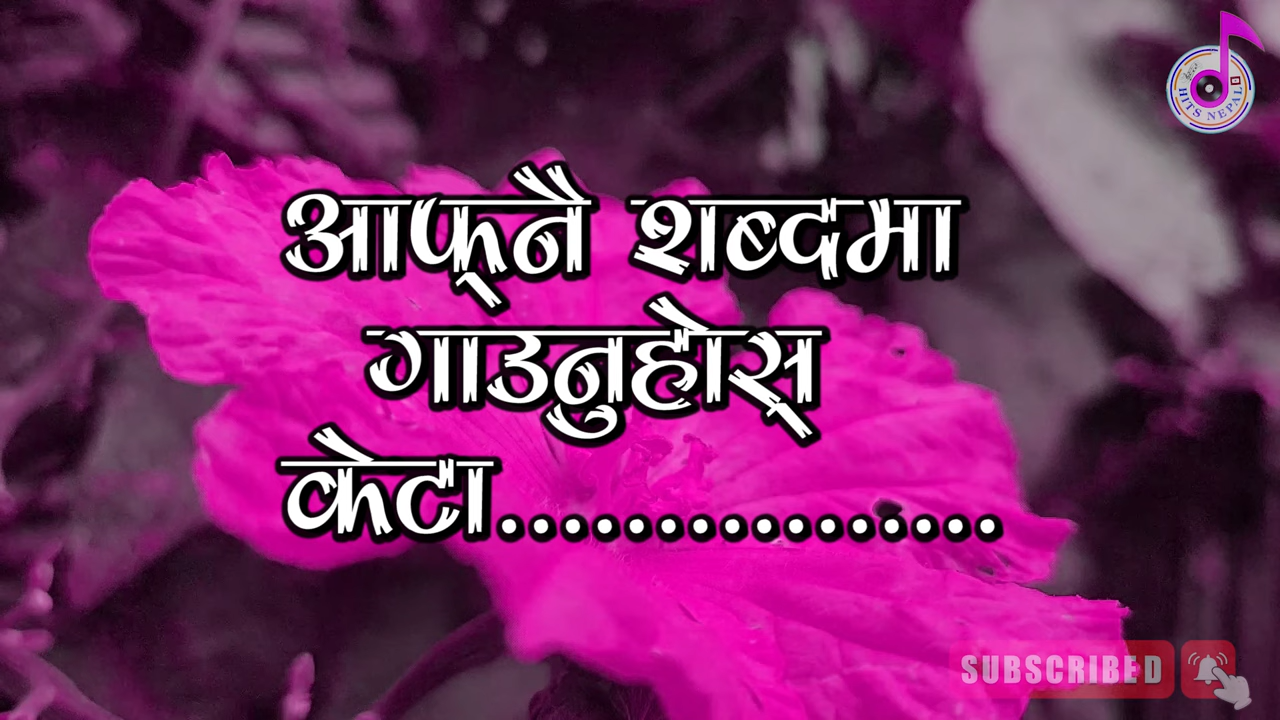 HITS NEPAL
आफ्‌नै शब्दमा
गाउनुहोस्
केटा.................
SUBSCRIBED